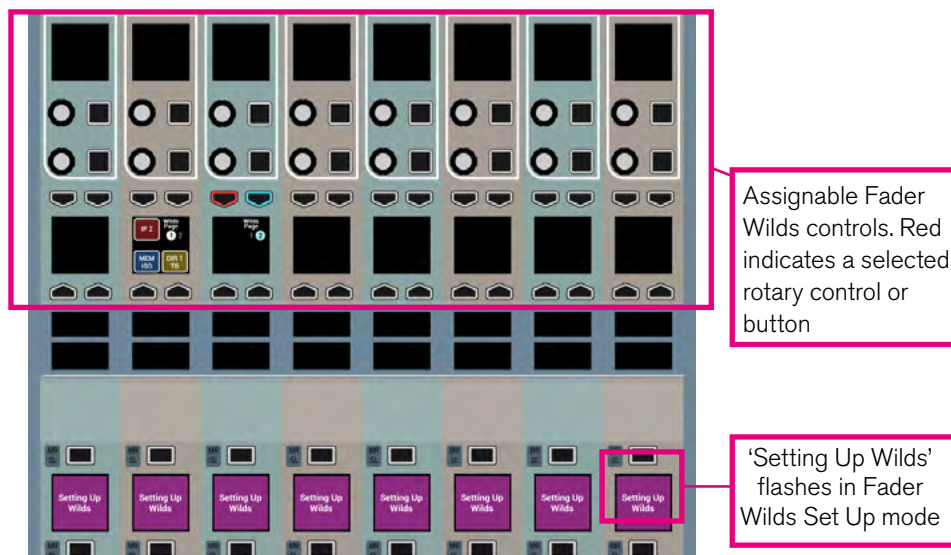 IP 2
Wilds
Page
1 2
MEM
ISO
DIR 1
TB
Wilds
Page
1 2
Assignable Fader
Wilds controls. Red
indicates a selected
rotary control or
button
Setting Up
Wilds
Setting Up
Wilds
Setting Up
Wilds
Setting Up
Wilds
Setting Up
Wilds
Setting Up
Wilds
Setting Up
Wilds
Setting Up
Wilds
'Setting Up Wilds'
flashes in Fader
Wilds Set Up mode